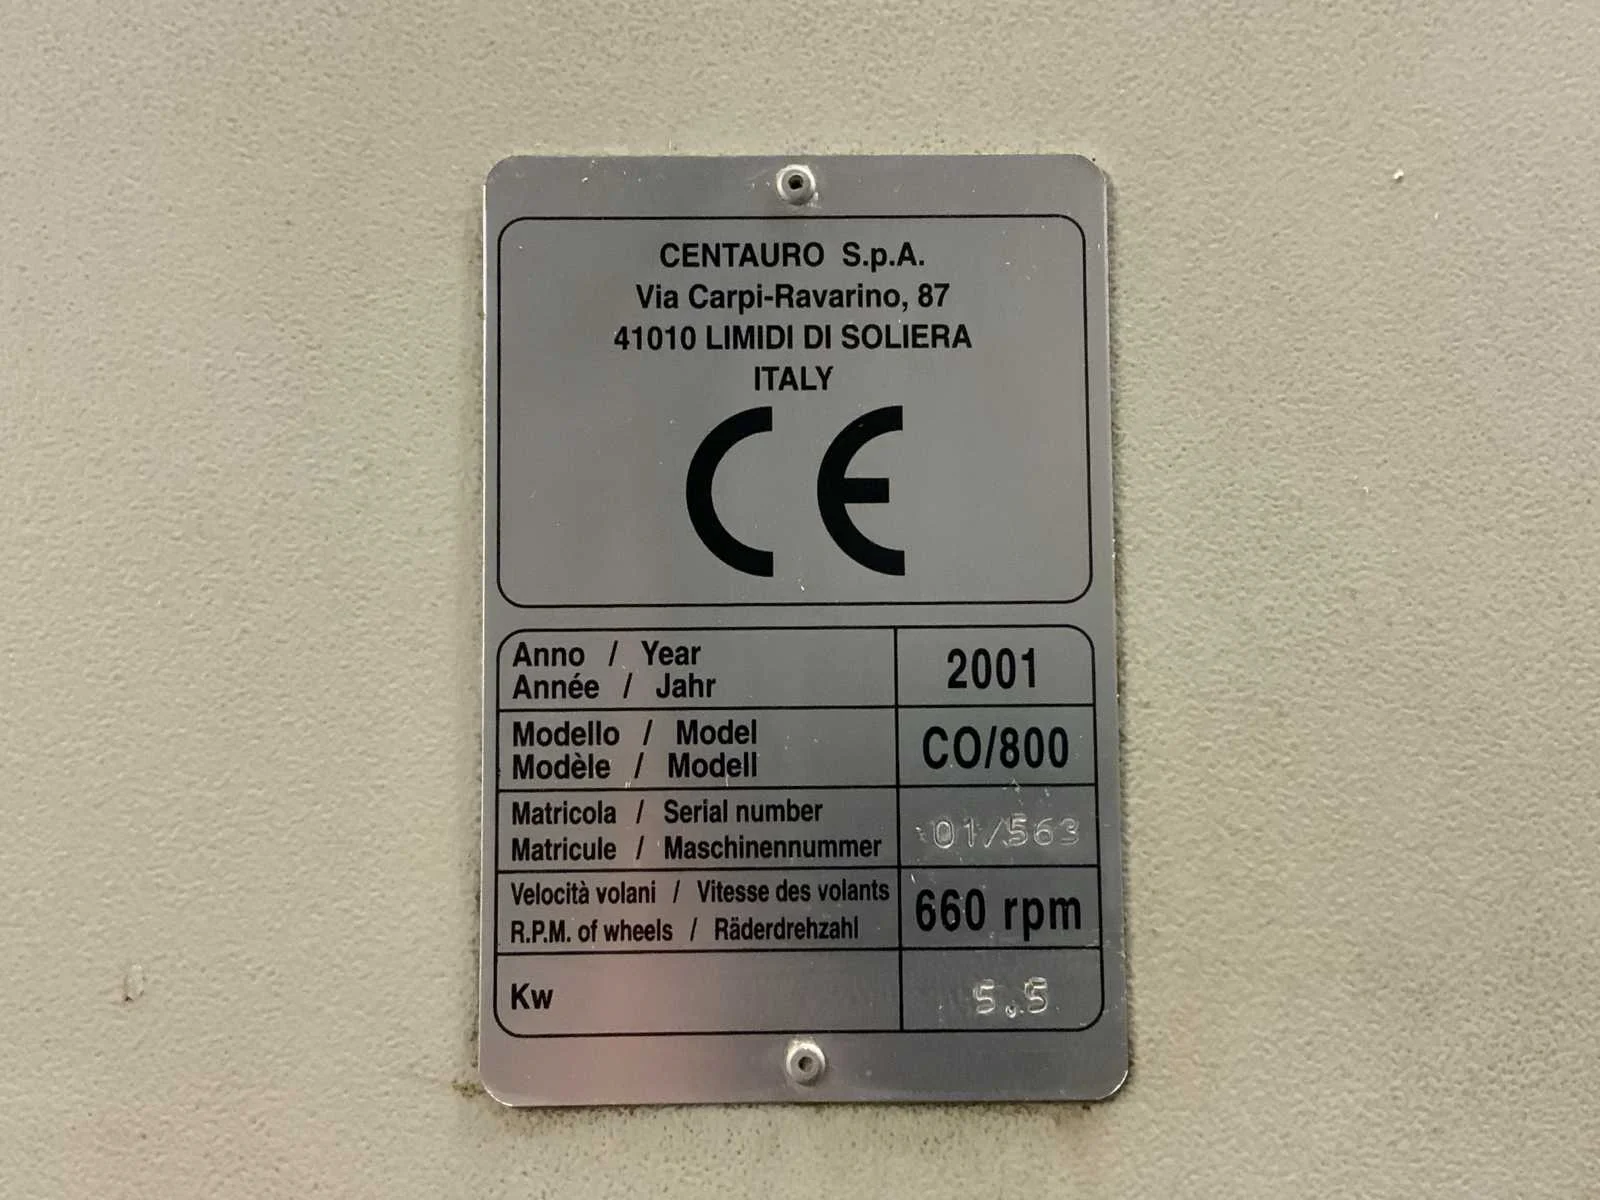 CENTAURO S.p.A.
Via Carpi-Ravarino, 87
41010 LIMIDI DI SOLIERA
ITALY
CE
Anno / Year
Année / Jahr
2001
Modello / Model
Modèle / Modell
CO/800
Matricola / Serial number
Matricule / Maschinennummer
01/563
Velocità volani / Vitesse des volants
R.P.M. of wheels / Räderdrehzahl
660 rpm
Kw
5.5